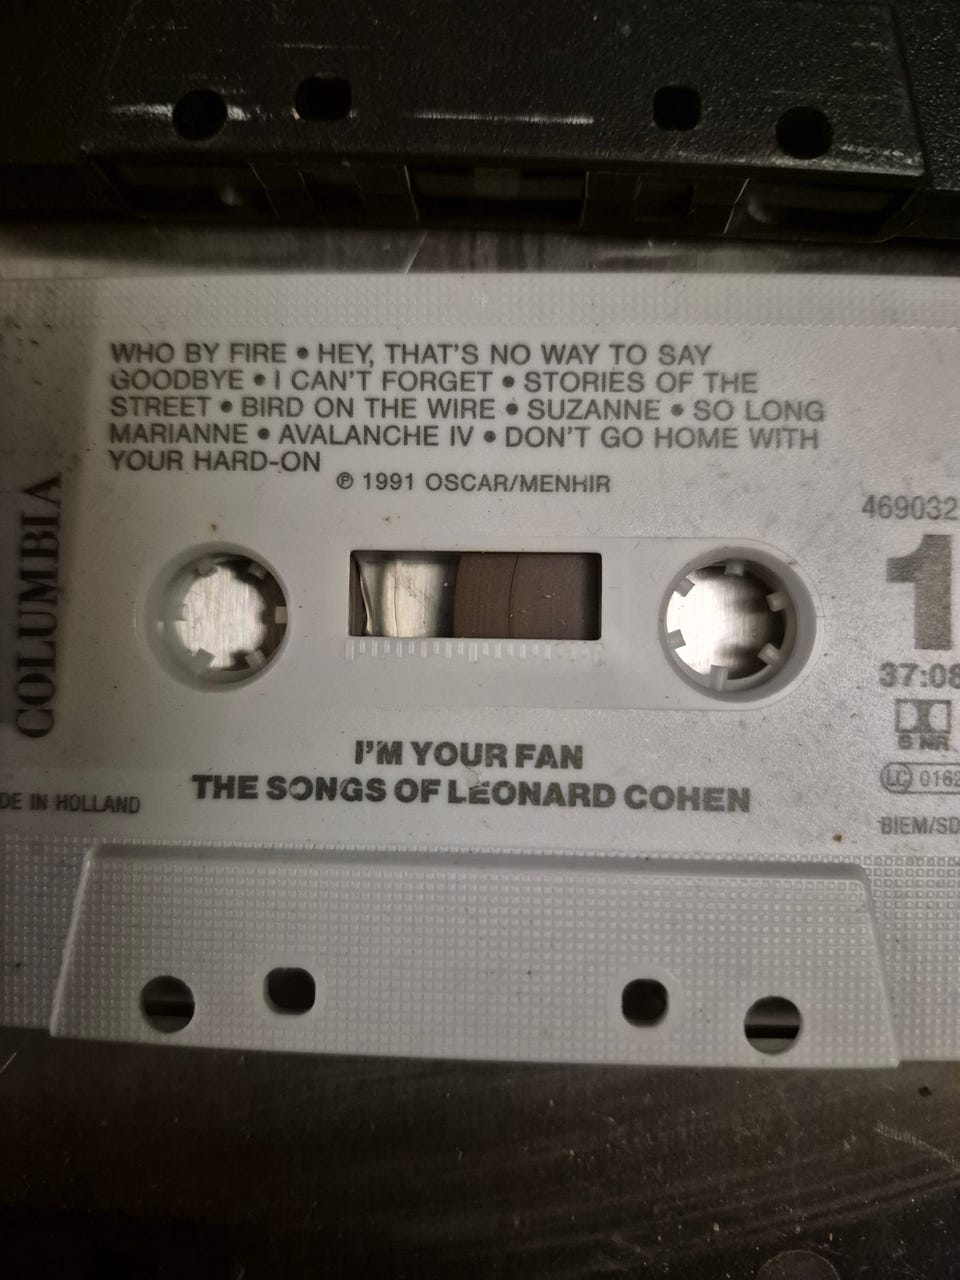 WHO BY FIRE • HEY, THAT'S NO WAY TO SAY
GOODBYE • I CAN'T FORGET • STORIES OF THE
STREET • BIRD ON THE WIRE • SUZANNE • SO LONG
MARIANNE • AVALANCHE IV • DON'T GO HOME WITH
YOUR HARD-ON
℗ 1991 OSCAR/MENHIR
COLUMBIA
469032
1
37:08
B NR
LC 0162
I'M YOUR FAN
THE SONGS OF LEONARD COHEN
DE IN HOLLAND
BIEM/SD